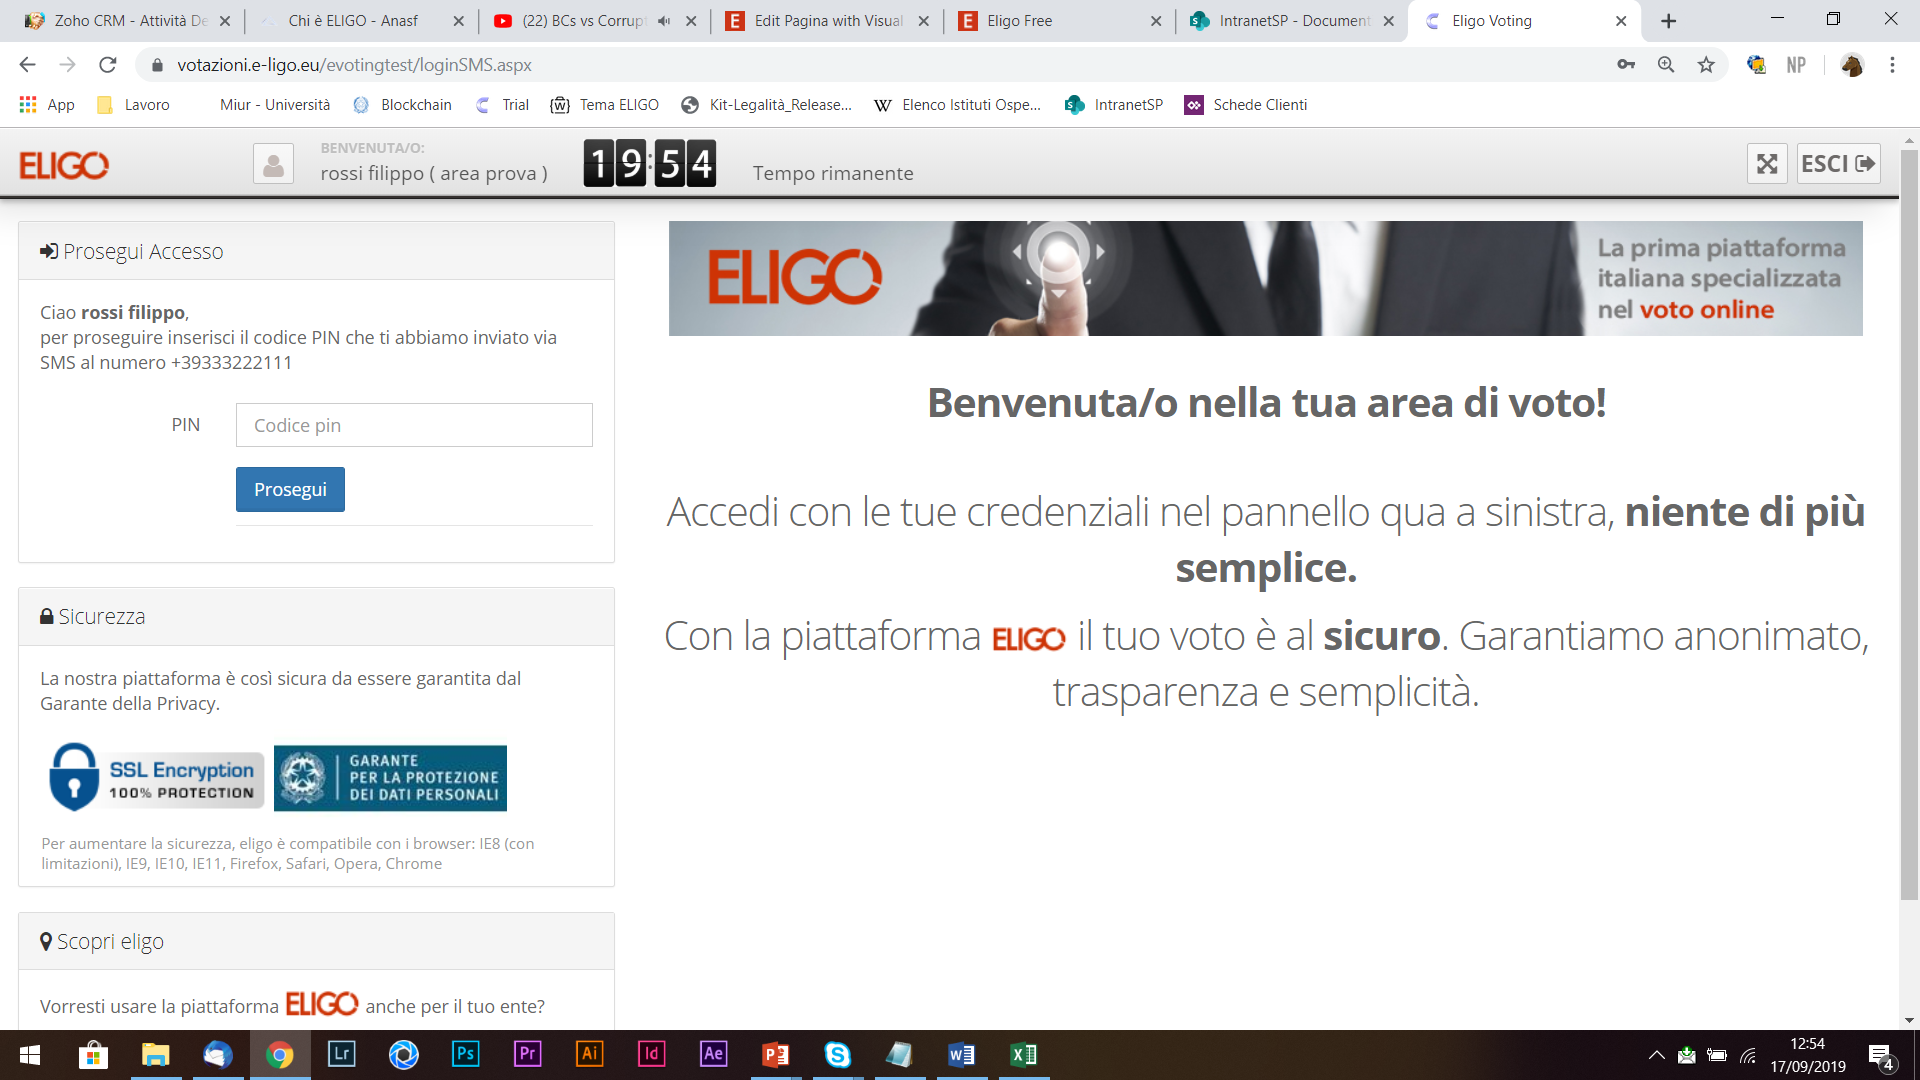 Zoho CRM - Attività De
Chi è ELIGO - Anasf
(22) BCs vs Corrupt
Edit Pagina with Visual
Eligo Free
IntranetSP - Document
Eligo Voting
votazioni.e-ligo.eu/evotingtest/loginSMS.aspx
NP
App
Lavoro
Miur - Università
Blockchain
Trial
Tema ELIGO
Kit-Legalità_Release...
Elenco Istituti Ospe...
IntranetSP
Schede Clienti
ELIGO
BENVENUTA/O:
rossi filippo ( area prova )
19:54
Tempo rimanente
ESCI
Prosegui Accesso
Ciao rossi filippo,
per proseguire inserisci il codice PIN che ti abbiamo inviato via
SMS al numero +39333222111
PIN
Codice pin
Prosegui
Sicurezza
La nostra piattaforma è così sicura da essere garantita dal
Garante della Privacy.
SSL Encryption
100% PROTECTION
GARANTE
PER LA PROTEZIONE
DEI DATI PERSONALI
Per aumentare la sicurezza, eligo è compatibile con i browser: IE8 (con
limitazioni), IE9, IE10, IE11, Firefox, Safari, Opera, Chrome
Scopri eligo
Vorresti usare la piattaforma ELIGO anche per il tuo ente?
ELIGO
La prima piattaforma
italiana specializzata
nel voto online
Benvenuta/o nella tua area di voto!
Accedi con le tue credenziali nel pannello qua a sinistra, niente di più
semplice.
Con la piattaforma ELIGO il tuo voto è al sicuro. Garantiamo anonimato,
trasparenza e semplicità.
Lr
Ps
Pr
Ai
Id
Ae
12:54
17/09/2019
4